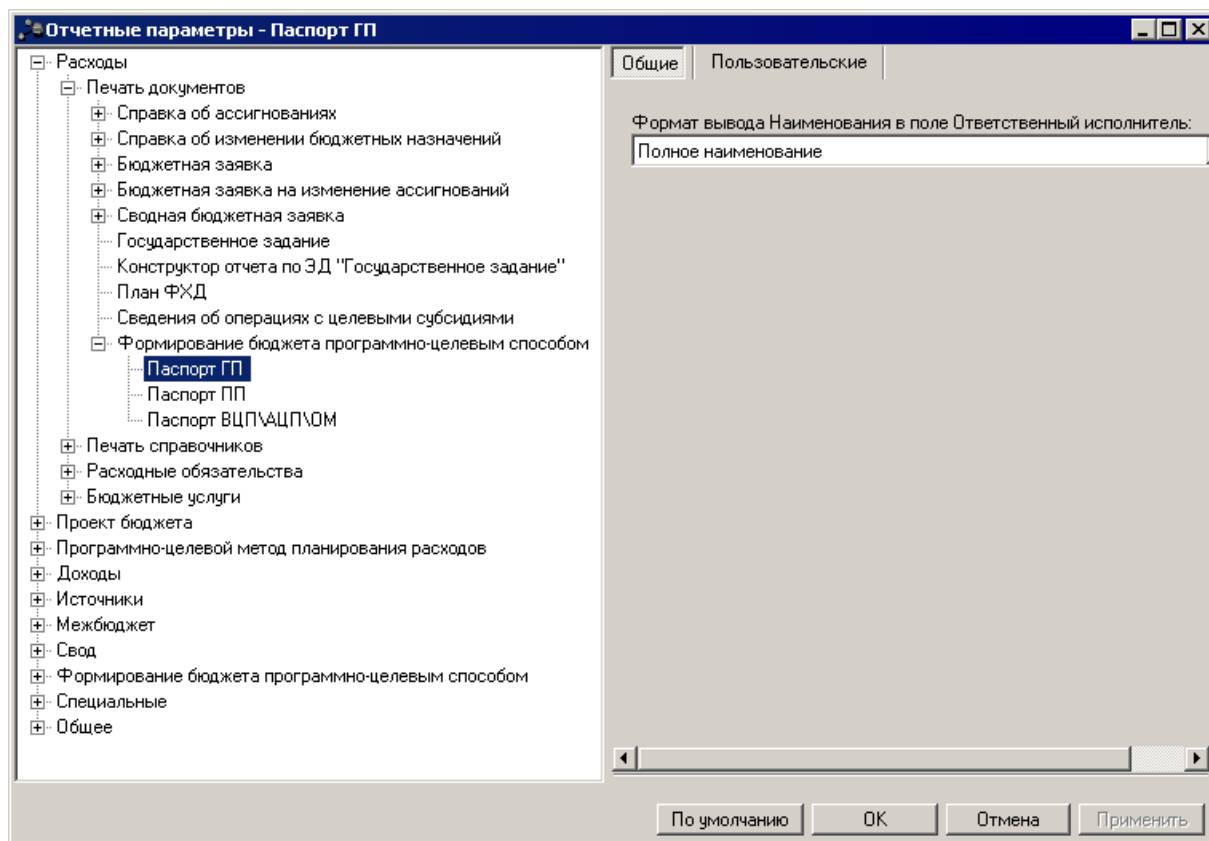 Отчетные параметры - Паспорт ГП
Расходы
Печать документов
Справка об ассигнованиях
Справка об изменении бюджетных назначений
Бюджетная заявка
Бюджетная заявка на изменение ассигнований
Сводная бюджетная заявка
Государственное задание
Конструктор отчета по ЭД "Государственное задание"
План ФХД
Сведения об операциях с целевыми субсидиями
Формирование бюджета программно-целевым способом
Паспорт ГП
Паспорт ПП
Паспорт ВЦП\АЦП\ОМ
Печать справочников
Расходные обязательства
Бюджетные услуги
Проект бюджета
Программно-целевой метод планирования расходов
Доходы
Источники
Межбюджет
Свод
Формирование бюджета программно-целевым способом
Специальные
Общее
Общие Пользовательские
Формат вывода Наименования в поле Ответственный исполнитель:
Полное наименование
По умолчанию OK Отмена Применить